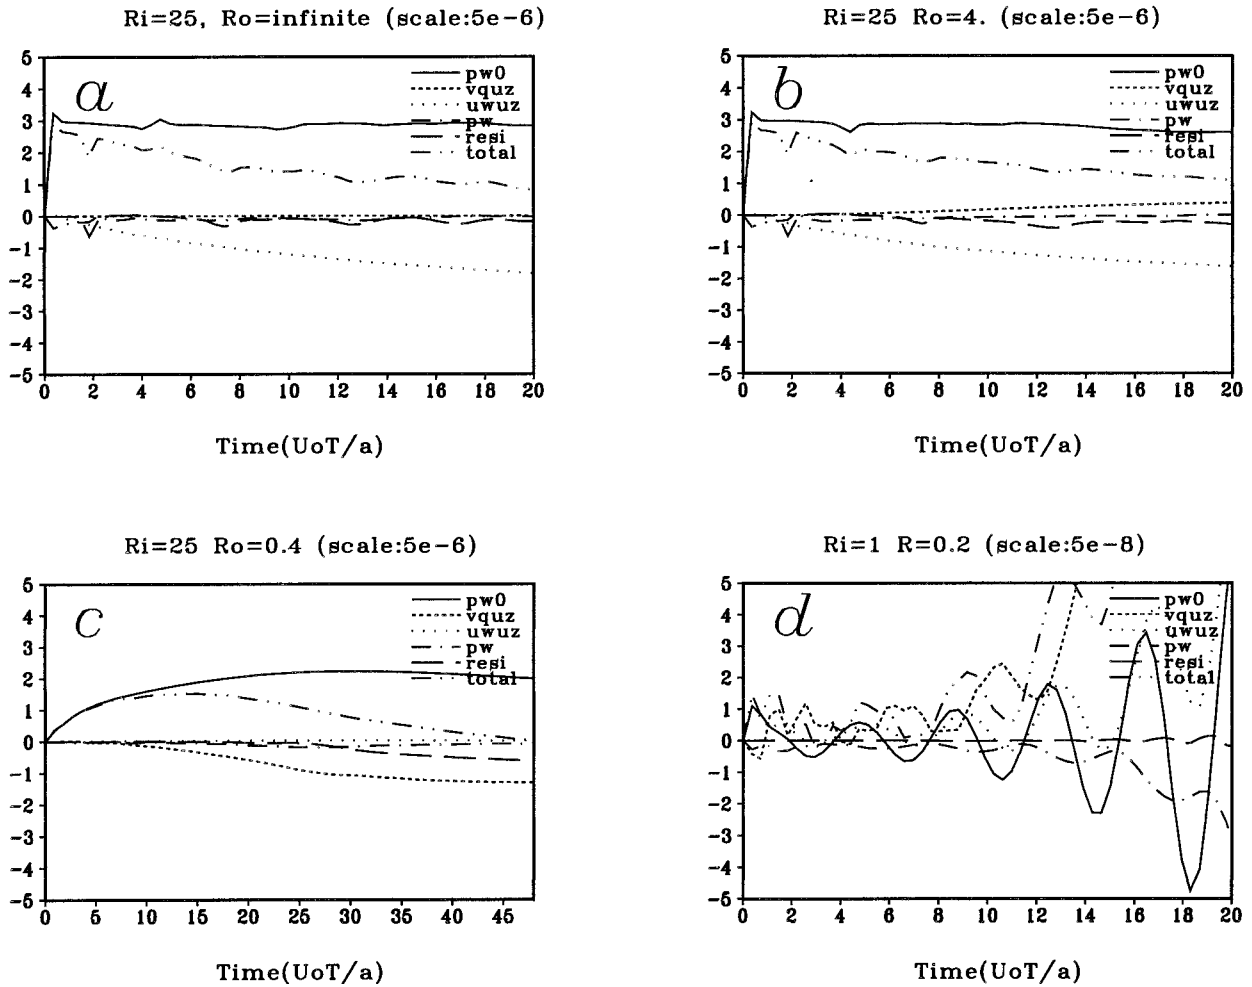 Ri=25, Ro=infinite (scale:5e-6)
5
4
3
2
1
0
-1
-2
-3
-4
-5
a
pw0
vquz
uwuz
pw
resi
total
0 2 4 6 8 10 12 14 16 18 20
Time(UoT/a)
Ri=25 Ro=4. (scale:5e-6)
5
4
3
2
1
0
-1
-2
-3
-4
-5
b
pw0
vquz
uwuz
pw
resi
total
0 2 4 6 8 10 12 14 16 18 20
Time(UoT/a)
Ri=25 Ro=0.4 (scale:5e-6)
5
4
3
2
1
0
-1
-2
-3
-4
-5
c
pw0
vquz
uwuz
pw
resi
total
0 5 10 15 20 25 30 35 40 45
Time(UoT/a)
Ri=1 R=0.2 (scale:5e-8)
5
4
3
2
1
0
-1
-2
-3
-4
-5
d
pw0
vquz
uwuz
pw
resi
total
0 2 4 6 8 10 12 14 16 18 20
Time(UoT/a)